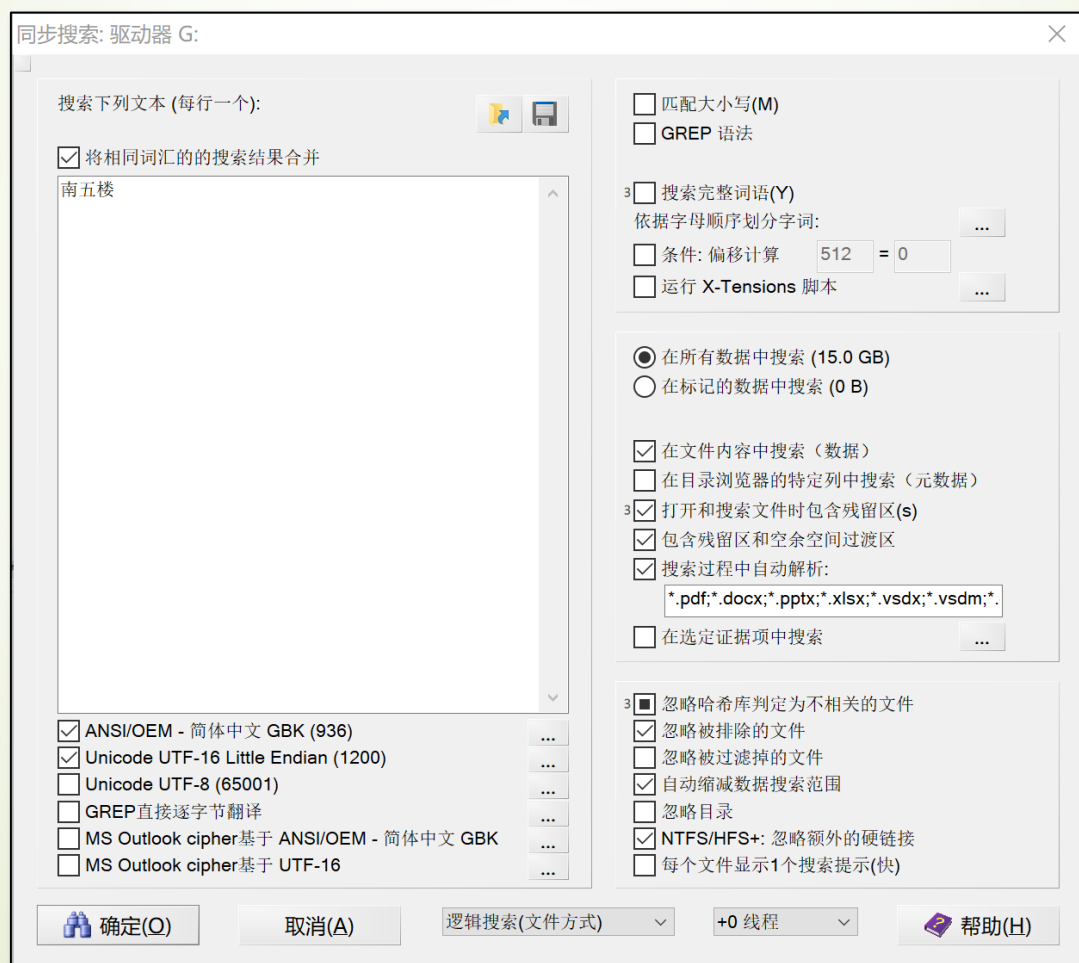 同步搜索: 驱动器 G:
搜索下列文本 (每行一个):
将相同词汇的的搜索结果合并
南五楼
ANSI/OEM - 简体中文 GBK (936)
...
Unicode UTF-16 Little Endian (1200)
...
Unicode UTF-8 (65001)
...
GREP直接逐字节翻译
...
MS Outlook cipher基于 ANSI/OEM - 简体中文 GBK
...
MS Outlook cipher基于 UTF-16
...
匹配大小写(M)
GREP 语法
3 搜索完整词语(Y)
依据字母顺序划分字词:
...
条件: 偏移计算 512 = 0
运行 X-Tensions 脚本
...
在所有数据中搜索 (15.0 GB)
在标记的数据中搜索 (0 B)
在文件内容中搜索（数据）
在目录浏览器的特定列中搜索（元数据）
3 打开和搜索文件时包含残留区(s)
包含残留区和空余空间过渡区
搜索过程中自动解析:
*.pdf;*.docx;*.pptx;*.xlsx;*.vsdx;*.vsdm;*.
在选定证据项中搜索
...
3 忽略哈希库判定为不相关的文件
忽略被排除的文件
忽略被过滤掉的文件
自动缩减数据搜索范围
忽略目录
NTFS/HFS+: 忽略额外的硬链接
每个文件显示1个搜索提示(快)
确定(O)
取消(A)
逻辑搜索(文件方式)
+0 线程
帮助(H)